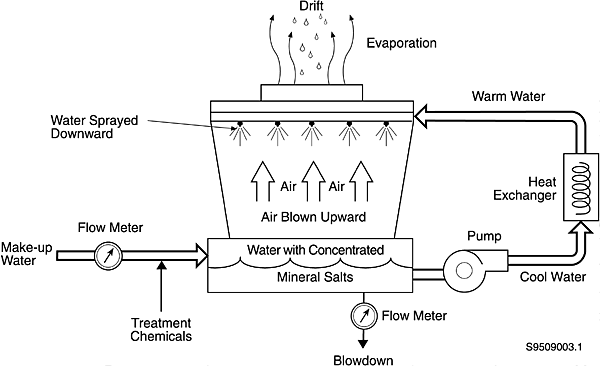 Drift
Evaporation
Warm Water
Water Sprayed
Downward
Air
Air
Heat
Exchanger
Air Blown Upward
Flow Meter
Pump
Make-up
Water
Water with Concentrated
Mineral Salts
Cool Water
Treatment
Chemicals
Flow Meter
S9509003.1
Blowdown